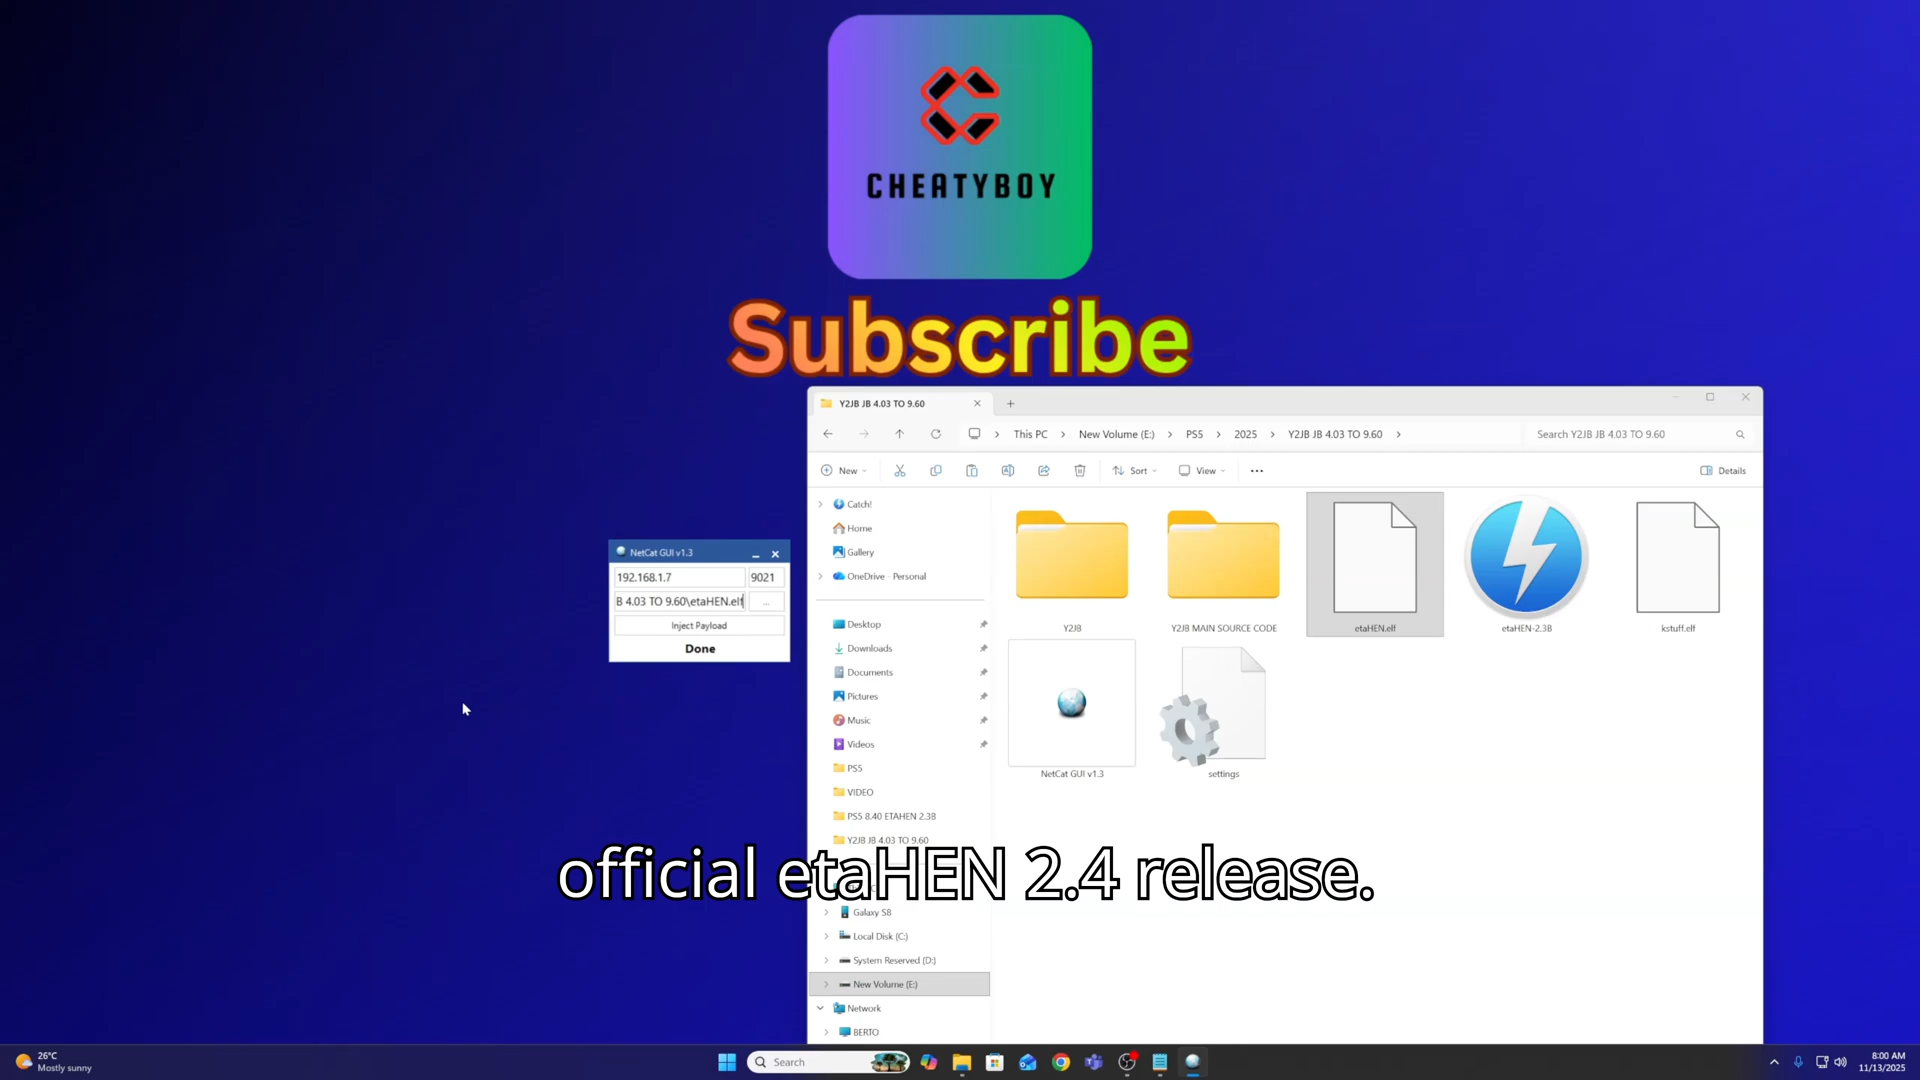 CHEATYBOY
Subscribe
Y2JB JB 4.03 TO 9.60
This PC
New Volume (E:)
PS5
2025
Y2JB JB 4.03 TO 9.60
Search Y2JB JB 4.03 TO 9.60
New
Sort
View
Details
Catch!
Home
Gallery
OneDrive - Personal
Desktop
Downloads
Documents
Pictures
Music
Videos
PS5
VIDEO
PS5 8.40 ETAHEN 2.3B
Y2JB JB 4.03 TO 9.60
Galaxy S8
Local Disk (C:)
System Reserved (D:)
New Volume (E:)
Network
BERTO
Y2JB
Y2JB MAIN SOURCE CODE
etaHEN.elf
etaHEN-2.3B
kstuff.elf
NetCat GUI v1.3
settings
NetCat GUI v1.3
192.168.1.7
9021
B 4.03 TO 9.60\etaHEN.elf
...
Inject Payload
Done
official etaHEN 2.4 release.
26°C
Mostly sunny
Search
8:00 AM
11/13/2025